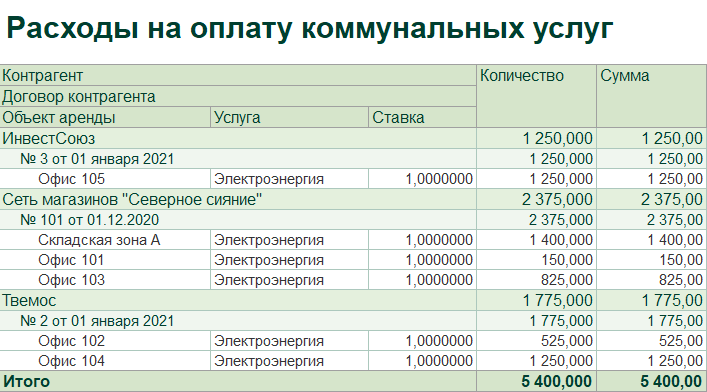 Расходы на оплату коммунальных услуг
Контрагент Количество Сумма
Договор контрагента
Объект аренды Услуга Ставка
ИнвестСоюз 1 250,000 1 250,00
№ 3 от 01 января 2021 1 250,000 1 250,00
Офис 105 Электроэнергия 1,0000000 1 250,000 1 250,00
Сеть магазинов "Северное сияние" 2 375,000 2 375,00
№ 101 от 01.12.2020 2 375,000 2 375,00
Складская зона А Электроэнергия 1,0000000 1 400,000 1 400,00
Офис 101 Электроэнергия 1,0000000 150,000 150,00
Офис 103 Электроэнергия 1,0000000 825,000 825,00
Твемос 1 775,000 1 775,00
№ 2 от 01 января 2021 1 775,000 1 775,00
Офис 102 Электроэнергия 1,0000000 525,000 525,00
Офис 104 Электроэнергия 1,0000000 1 250,000 1 250,00
Итого 5 400,000 5 400,00